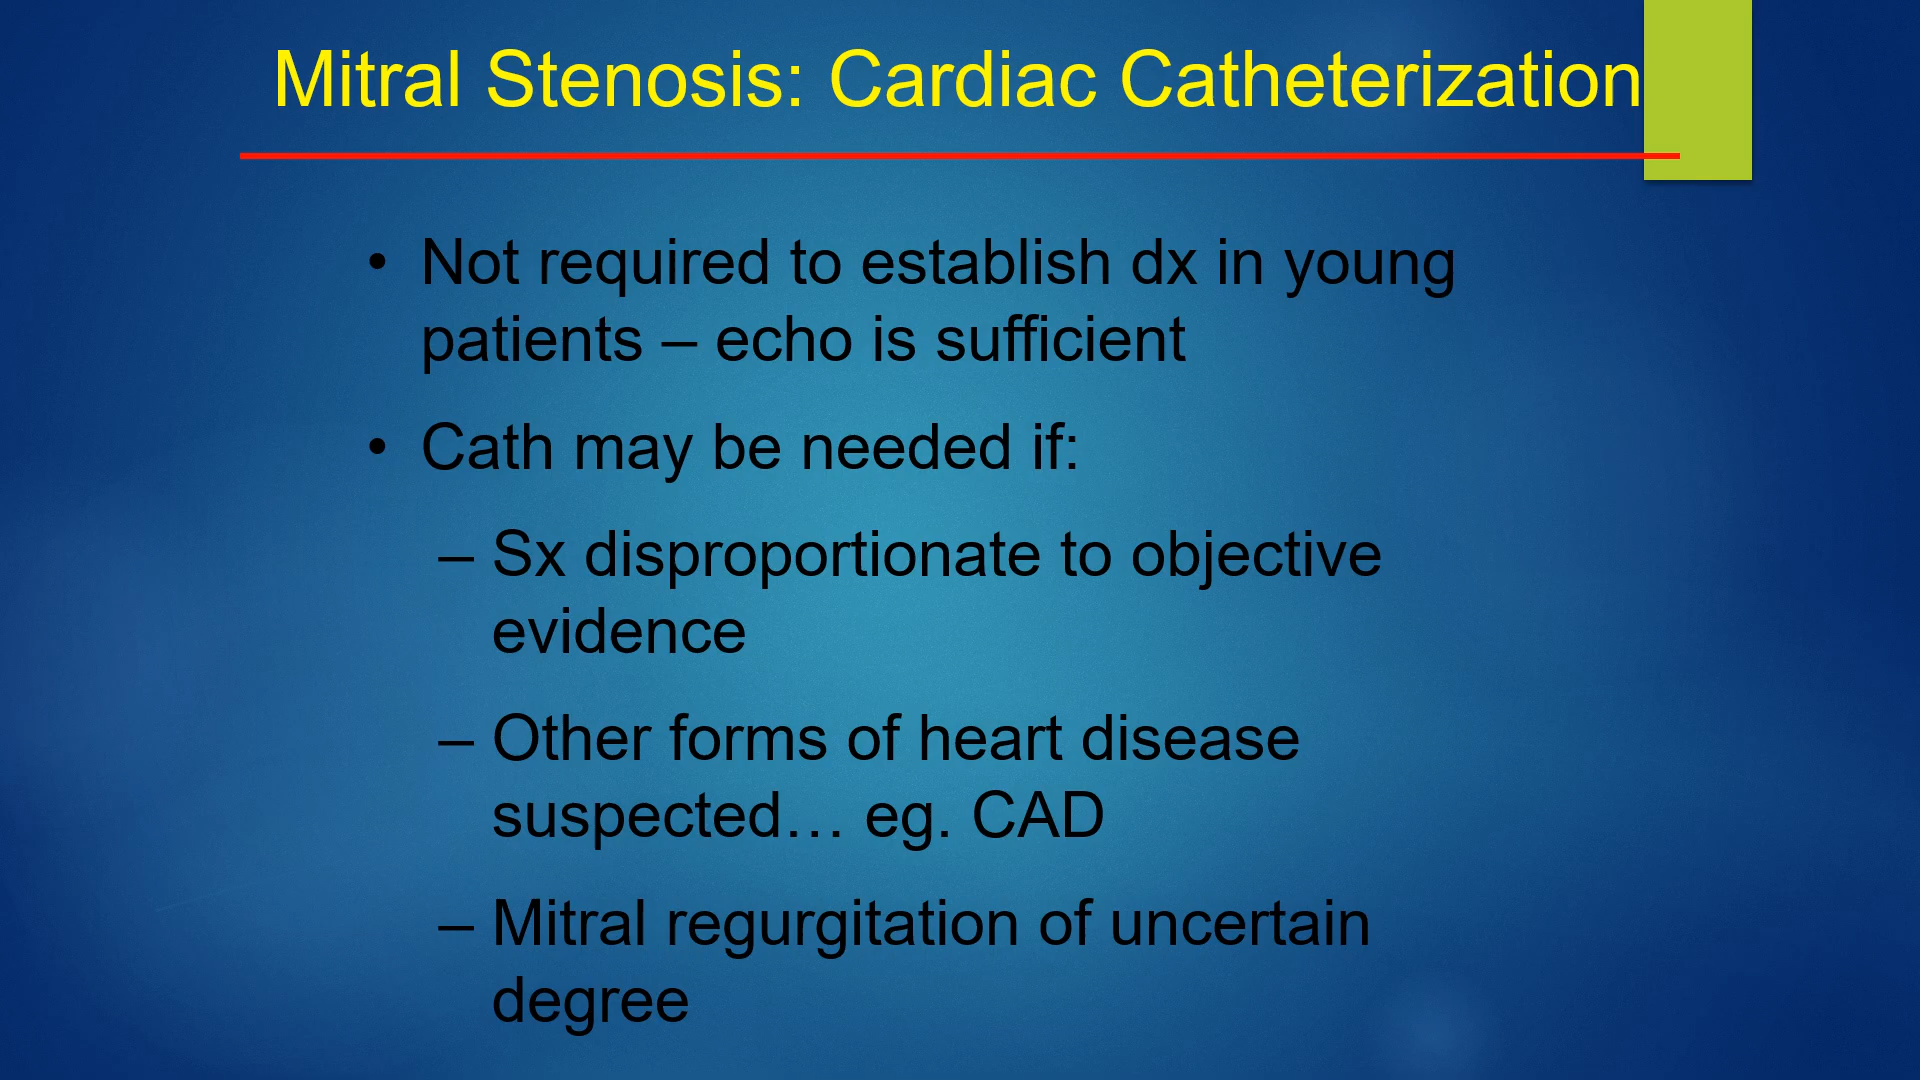 Mitral Stenosis: Cardiac Catheterization
• Not required to establish dx in young
patients – echo is sufficient
• Cath may be needed if:
– Sx disproportionate to objective
evidence
– Other forms of heart disease
suspected… eg. CAD
– Mitral regurgitation of uncertain
degree